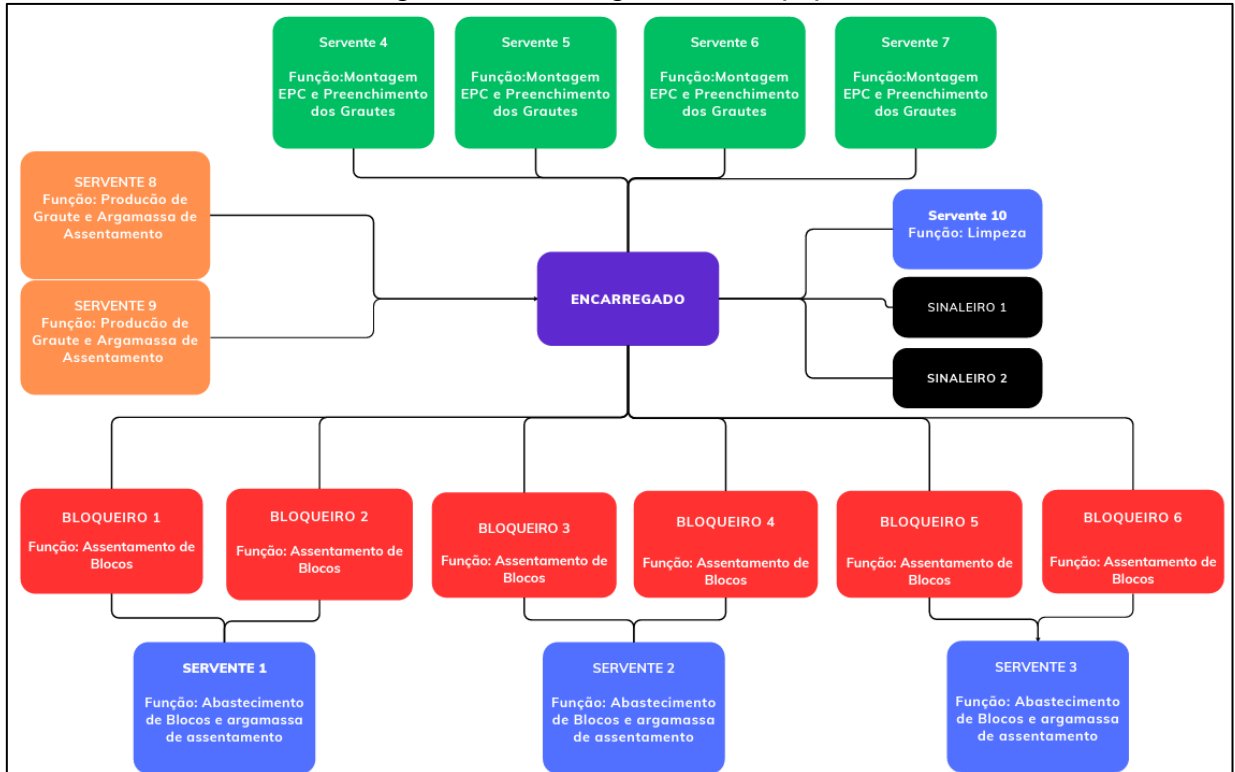 Servente 4
Função:Montagem
EPC e Preenchimento
dos Grautes
Servente 5
Função:Montagem
EPC e Preenchimento
dos Grautes
Servente 6
Função:Montagem
EPC e Preenchimento
dos Grautes
Servente 7
Função:Montagem
EPC e Preenchimento
dos Grautes
SERVENTE 8
Função: Producão de
Graute e Argamassa de
Assentamento
SERVENTE 9
Função: Producão de
Graute e Argamassa de
Assentamento
ENCARREGADO
Servente 10
Função: Limpeza
SINALEIRO 1
SINALEIRO 2
BLOQUEIRO 1
Função: Assentamento de
Blocos
BLOQUEIRO 2
Função: Assentamento de
Blocos
BLOQUEIRO 3
Função: Assentamento de
Blocos
BLOQUEIRO 4
Função: Assentamento de
Blocos
BLOQUEIRO 5
Função: Assentamento de
Blocos
BLOQUEIRO 6
Função: Assentamento de
Blocos
SERVENTE 1
Função: Abastecimento
de Blocos e argamassa
de assentamento
SERVENTE 2
Função: Abastecimento
de Blocos e argamassa
de assentamento
SERVENTE 3
Função: Abastecimento
de Blocos e argamassa
de assentamento